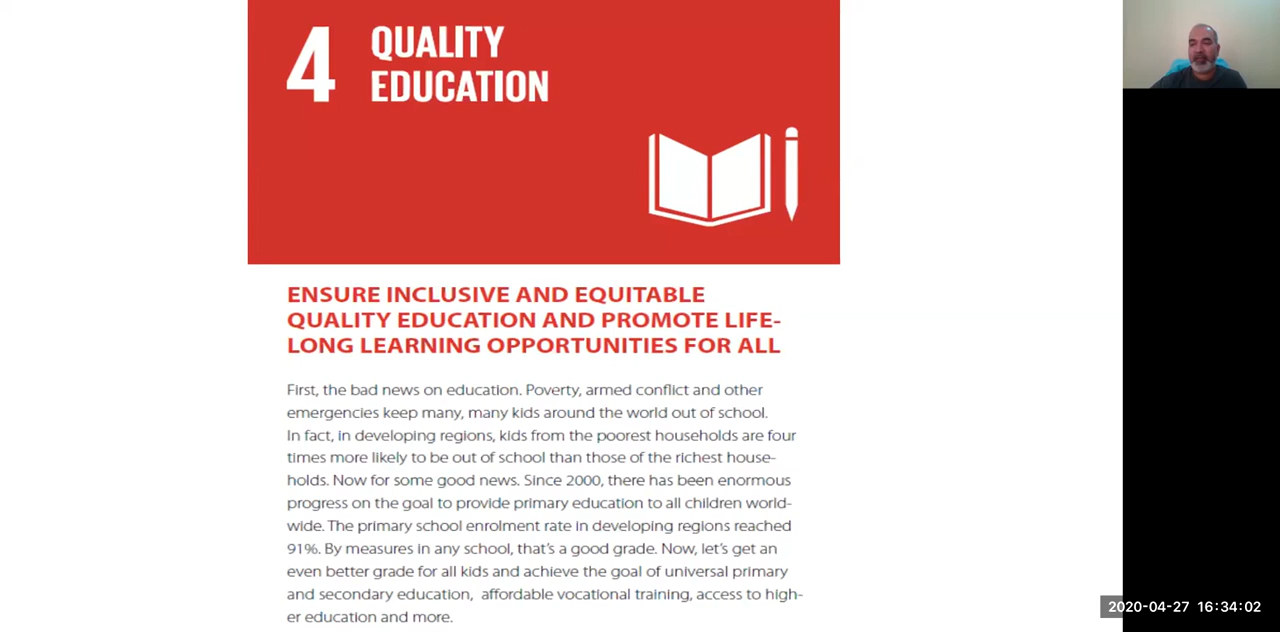 4 QUALITY
EDUCATION
ENSURE INCLUSIVE AND EQUITABLE
QUALITY EDUCATION AND PROMOTE LIFE-
LONG LEARNING OPPORTUNITIES FOR ALL
First, the bad news on education. Poverty, armed conflict and other
emergencies keep many, many kids around the world out of school.
In fact, in developing regions, kids from the poorest households are four
times more likely to be out of school than those of the richest house-
holds. Now for some good news. Since 2000, there has been enormous
progress on the goal to provide primary education to all children world-
wide. The primary school enrolment rate in developing regions reached
91%. By measures in any school, that's a good grade. Now, let's get an
even better grade for all kids and achieve the goal of universal primary
and secondary education, affordable vocational training, access to high-
er education and more.
2020-04-27 16:34:02